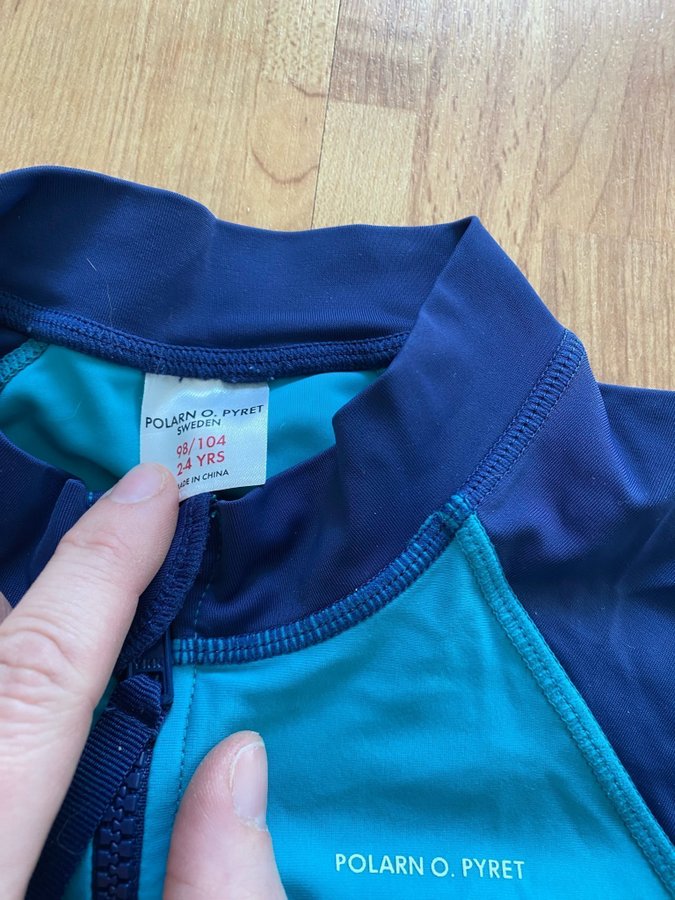 POLARN O. PYRET
SWEDEN
98/104
2-4 YRS
MADE IN CHINA
POLARN O. PYRET